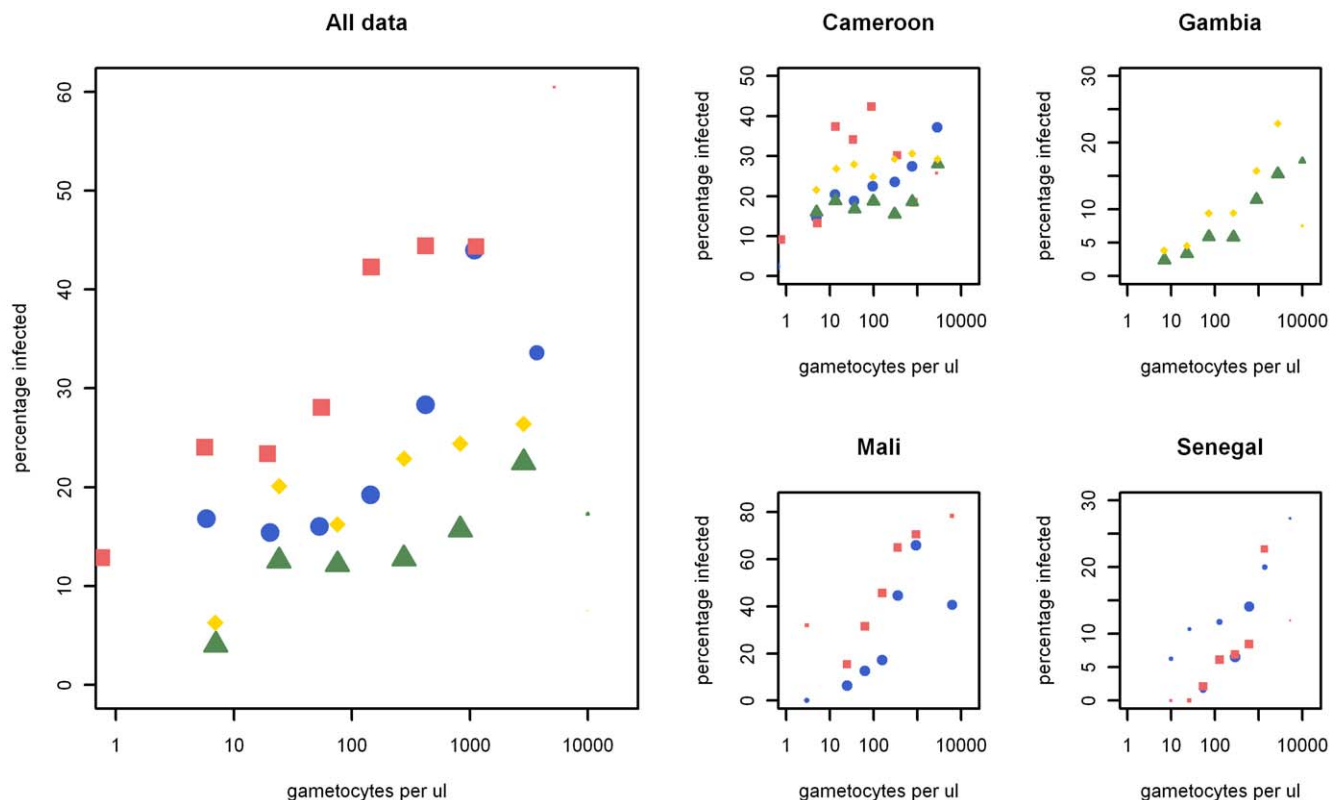 All data
percentage infected
60
50
40
30
20
10
0
1 10 100 1000 10000
gametocytes per ul
Cameroon
percentage infected
50
40
30
20
10
0
1 10 100 10000
gametocytes per ul
Gambia
percentage infected
30
20
10
5
0
1 10 100 10000
gametocytes per ul
Mali
percentage infected
80
60
40
20
0
1 10 100 10000
gametocytes per ul
Senegal
percentage infected
30
20
10
5
0
1 10 100 10000
gametocytes per ul